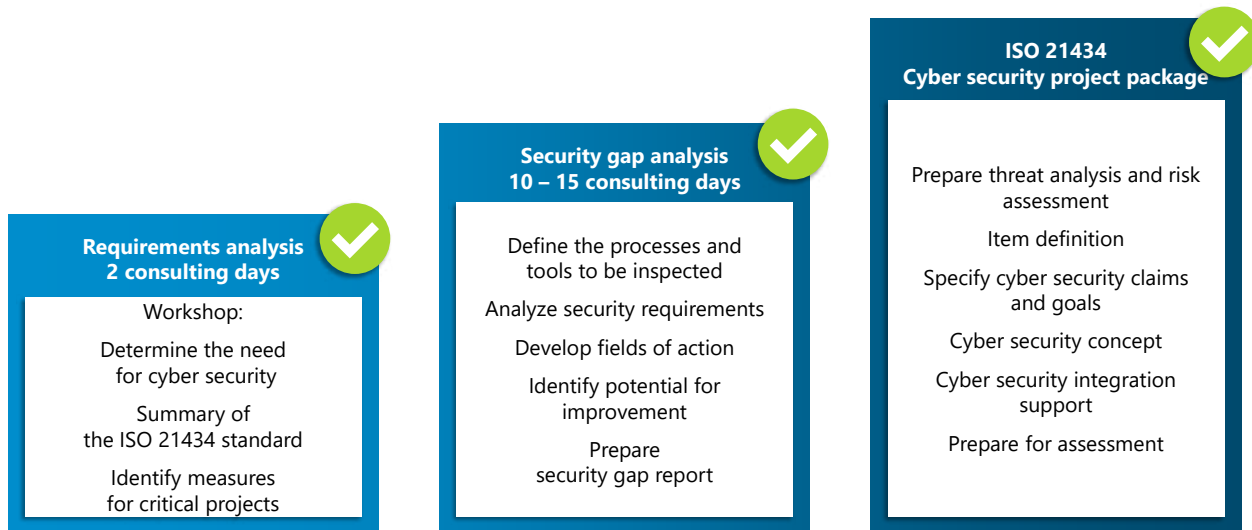 Requirements analysis
2 consulting days
Workshop:
Determine the need
for cyber security
Summary of
the ISO 21434 standard
Identify measures
for critical projects
Security gap analysis
10 – 15 consulting days
Define the processes and
tools to be inspected
Analyze security requirements
Develop fields of action
Identify potential for
improvement
Prepare
security gap report
ISO 21434
Cyber security project package
Prepare threat analysis and risk
assessment
Item definition
Specify cyber security claims
and goals
Cyber security concept
Cyber security integration
support
Prepare for assessment